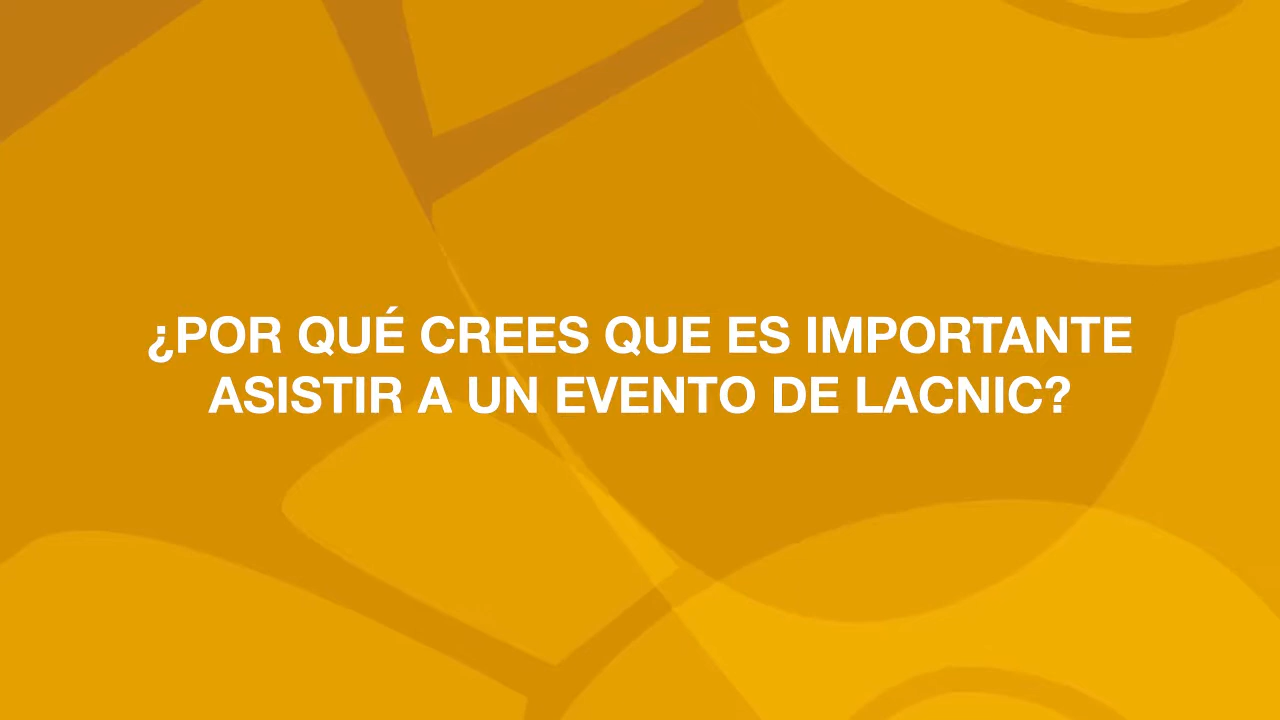 ¿POR QUÉ CREES QUE ES IMPORTANTE
ASISTIR A UN EVENTO DE LACNIC?